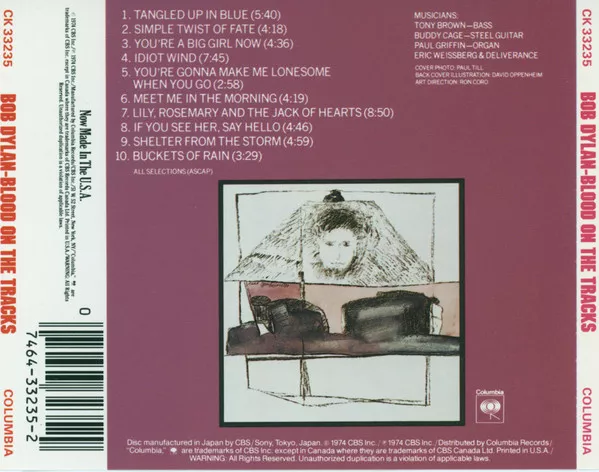 CK 33235
BOB DYLAN-BLOOD ON THE TRACKS
COLUMBIA
Now Made In The U.S.A.
0
7464-33235-2
1. TANGLED UP IN BLUE (5:40)
2. SIMPLE TWIST OF FATE (4:18)
3. YOU'RE A BIG GIRL NOW (4:36)
4. IDIOT WIND (7:45)
5. YOU'RE GONNA MAKE ME LONESOME
WHEN YOU GO (2:58)
6. MEET ME IN THE MORNING (4:19)
7. LILY, ROSEMARY AND THE JACK OF HEARTS (8:50)
8. IF YOU SEE HER, SAY HELLO (4:46)
9. SHELTER FROM THE STORM (4:59)
10. BUCKETS OF RAIN (3:29)
ALL SELECTIONS (ASCAP)
MUSICIANS:
TONY BROWN–BASS
BUDDY CAGE–STEEL GUITAR
PAUL GRIFFIN–ORGAN
ERIC WEISSBERG & DELIVERANCE
COVER PHOTO: PAUL TILL
BACK COVER ILLUSTRATION: DAVID OPPENHEIM
ART DIRECTION: RON CORO
Columbia
Disc manufactured in Japan by CBS/Sony, Tokyo, Japan. ℗ 1974 CBS Inc./© 1974 CBS Inc./Distributed by Columbia Records/
"Columbia," are trademarks of CBS Inc. except in Canada where they are trademarks of CBS Canada Ltd. Printed in U.S.A./
WARNING: All Rights Reserved. Unauthorized duplication is a violation of applicable laws.
CK 33235
BOB DYLAN-BLOOD ON THE TRACKS
COLUMBIA